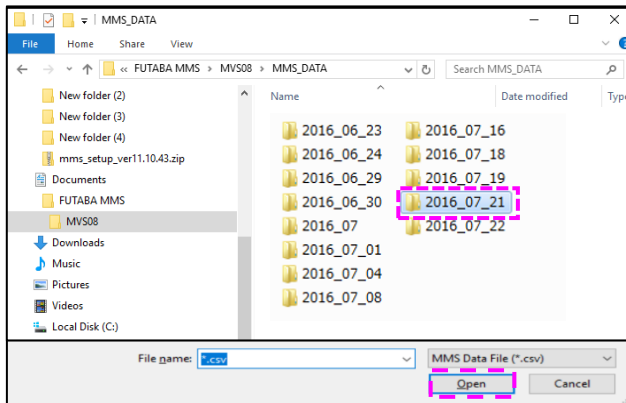 MMS_DATA
File Home Share View
« FUTABA MMS > MVS08 > MMS_DATA
Search MMS_DATA
Name Date modified Type
New folder (2)
New folder (3)
New folder (4)
mms_setup_ver11.10.43.zip
Documents
FUTABA MMS
MVS08
Downloads
Music
Pictures
Videos
Local Disk (C:)
2016_06_23 2016_07_16
2016_06_24 2016_07_18
2016_06_29 2016_07_19
2016_06_30 2016_07_21
2016_07 2016_07_22
2016_07_01
2016_07_04
2016_07_08
File name: *.csv MMS Data File (*.csv)
Open Cancel